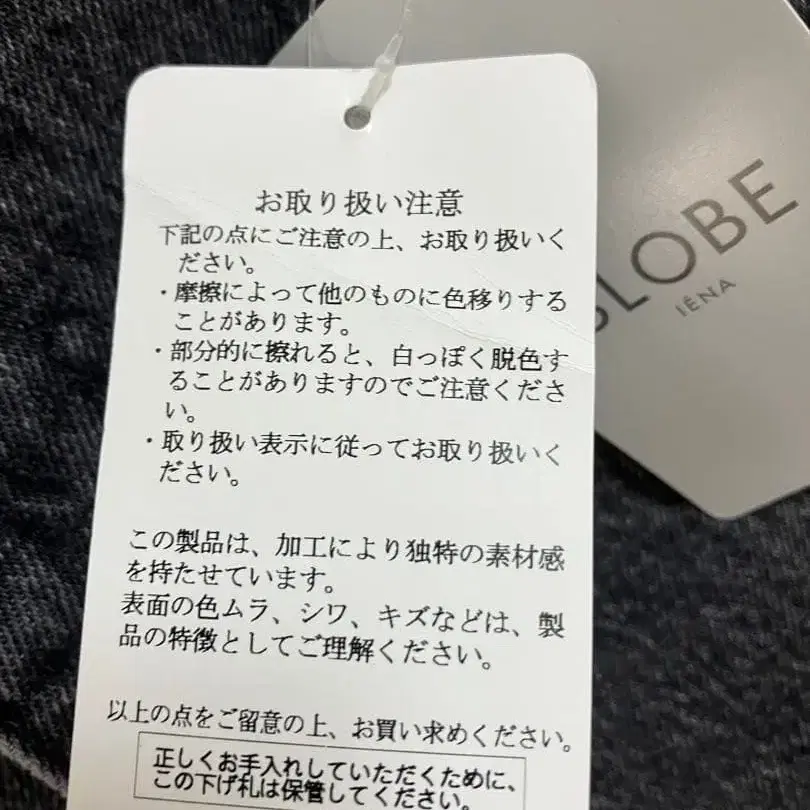 お取り扱い注意
下記の点にご注意の上、お取り扱いく
ださい。
・摩擦によって他のものに色移りする
ことがあります。
・部分的に擦れると、白っぽく脱色す
ることがありますのでご注意くださ
い。
・取り扱い表示に従ってお取り扱いく
ださい。
この製品は、加工により独特の素材感
を持たせています。
表面の色ムラ、シワ、キズなどは、製
品の特徴としてご理解ください。
以上の点をご留意の上、お買い求めください。
正しくお手入れしていただくために、
この下げ札は保管してください。
LOBE
IÉNA